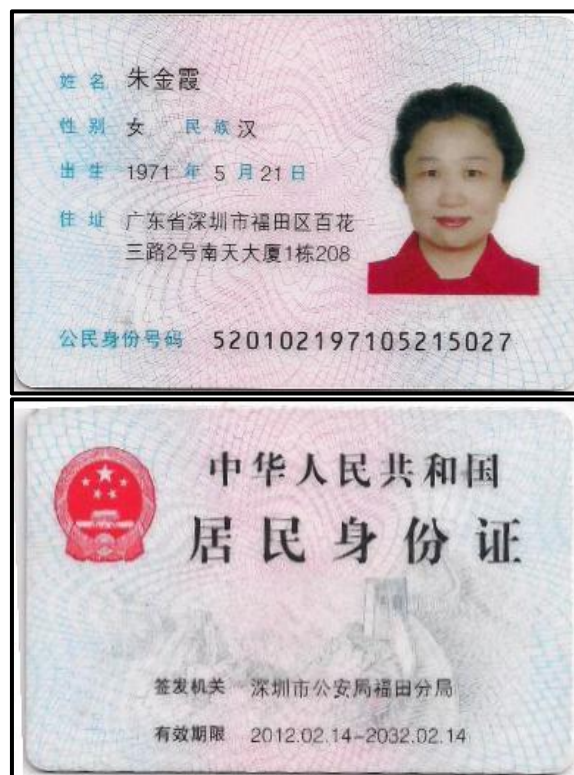 姓名 朱金霞
性别 女 民族 汉
出生 1971 年 5 月 21 日
住址 广东省深圳市福田区百花
三路2号南天大厦1栋208
公民身份号码 520102197105215027
中华人民共和国
居民身份证
签发机关 深圳市公安局福田分局
有效期限 2012.02.14-2032.02.14